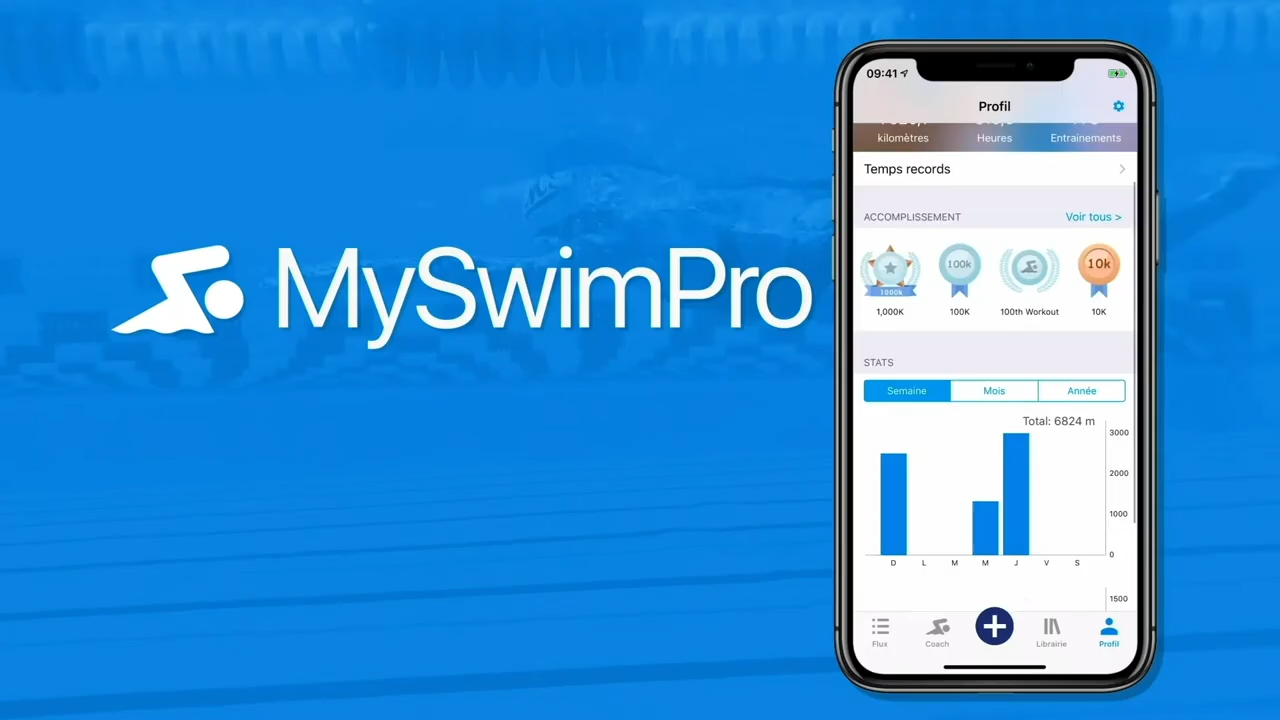 MySwimPro
09:41
Profil
kilomètres Heures Entraînements
Temps records
ACCOMPLISSEMENT Voir tous >
1000k 100k 10k
1,000K 100K 100th Workout 10K
STATS
Semaine Mois Année
Total: 6824 m
3000
2000
1000
0
D L M M J V S
1500
Flux Coach Librairie Profil